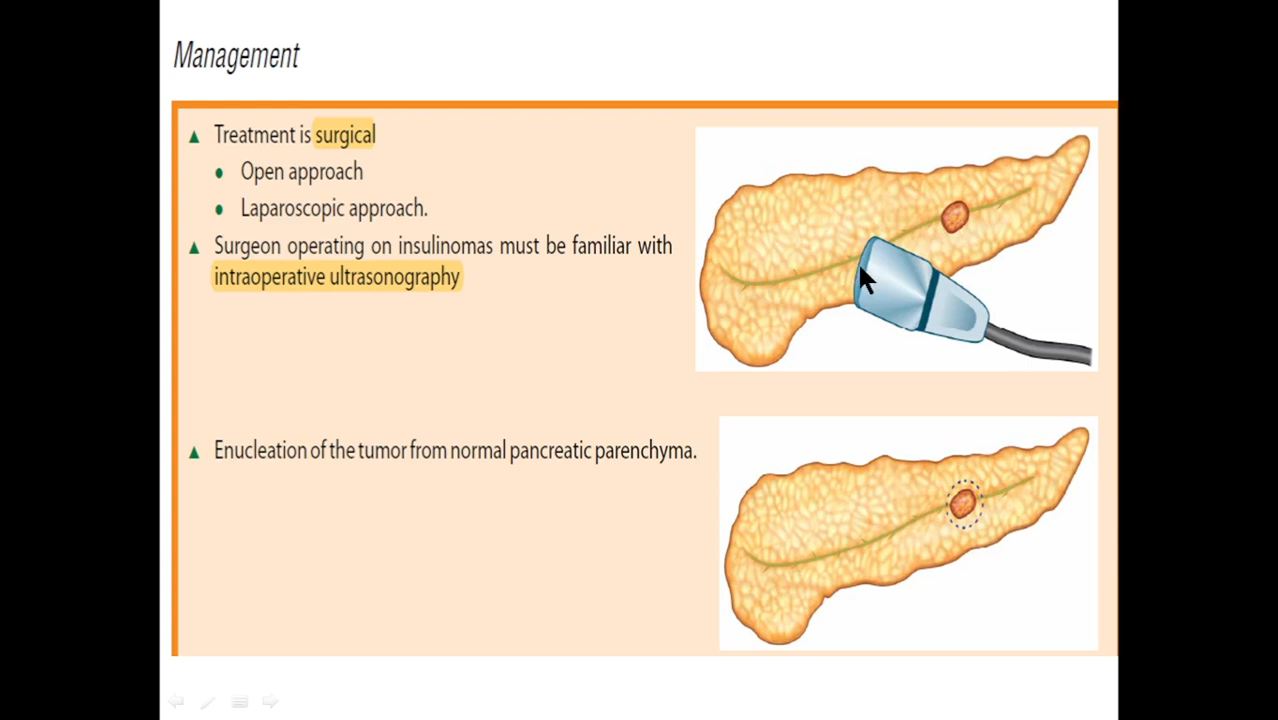 Management
Treatment is surgical
Open approach
Laparoscopic approach.
Surgeon operating on insulinomas must be familiar with
intraoperative ultrasonography
Enucleation of the tumor from normal pancreatic parenchyma.